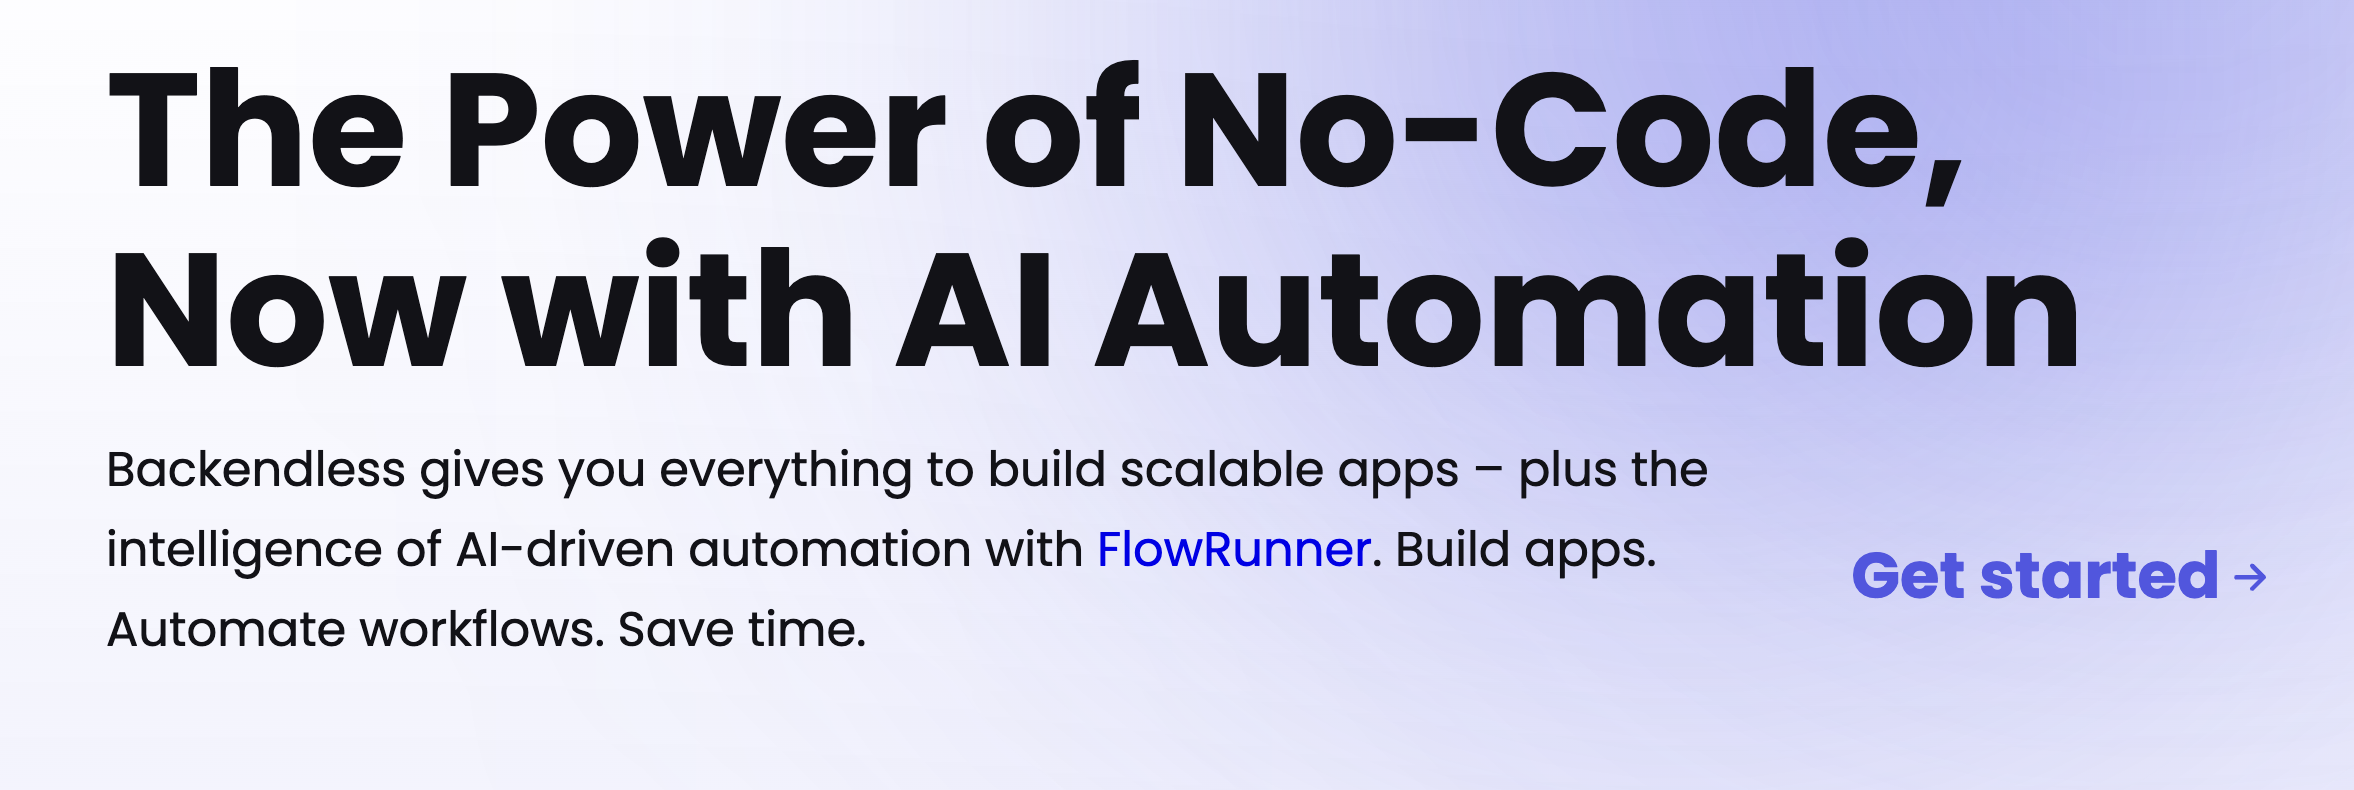 The Power of No-Code,
Now with AI Automation
Backendless gives you everything to build scalable apps – plus the
intelligence of AI-driven automation with FlowRunner. Build apps.
Automate workflows. Save time.
Get started →